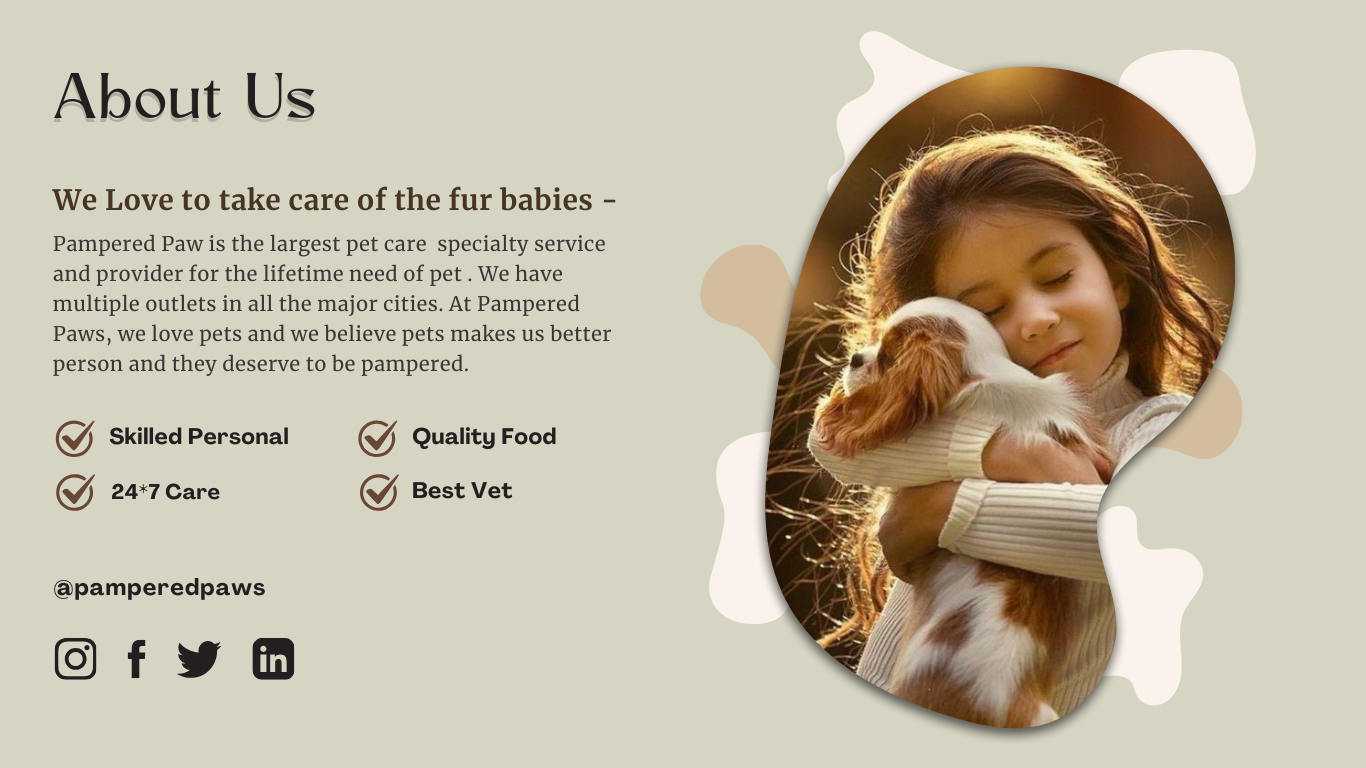 About Us
We Love to take care of the fur babies -
Pampered Paw is the largest pet care specialty service
and provider for the lifetime need of pet . We have
multiple outlets in all the major cities. At Pampered
Paws, we love pets and we believe pets makes us better
person and they deserve to be pampered.
Skilled Personal
Quality Food
24*7 Care
Best Vet
@pamperedpaws